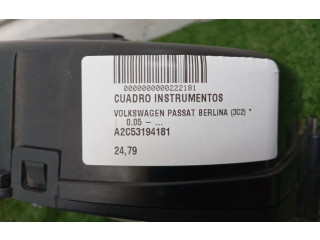 0000000000222181
CUADRO INSTRUMENTOS
VOLKSWAGEN PASSAT BERLINA (3C2) *
| 0.05 - ...
A2C53194181
24,79